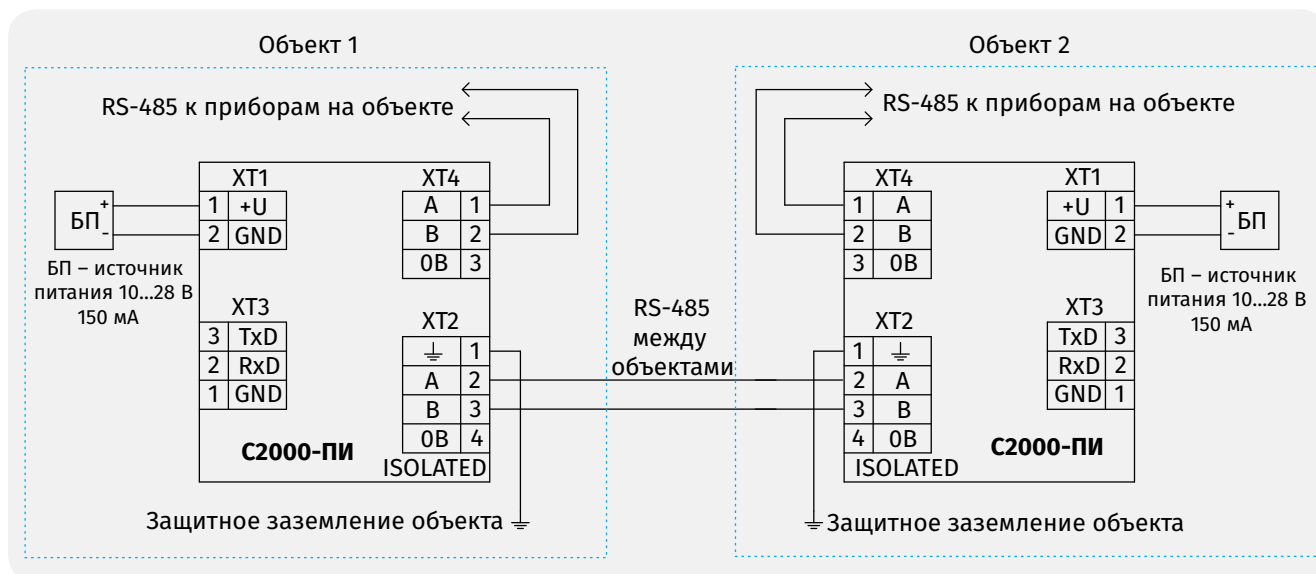 Объект 1
RS-485 к приборам на объекте
БП
+
-
БП – источник
питания 10...28 В
150 мА
XT1
1 +U
2 GND
XT3
3 TxD
2 RxD
1 GND
XT4
A 1
B 2
0B 3
XT2
⏚ 1
A 2
B 3
0B 4
ISOLATED
С2000-ПИ
Защитное заземление объекта
RS-485
между
объектами
Объект 2
RS-485 к приборам на объекте
XT4
1 A
2 B
3 0B
XT2
1 ⏚
2 A
3 B
4 0B
ISOLATED
XT1
+U 1
GND 2
XT3
TxD 3
RxD 2
GND 1
С2000-ПИ
+
-
БП
БП – источник
питания 10...28 В
150 мА
Защитное заземление объекта